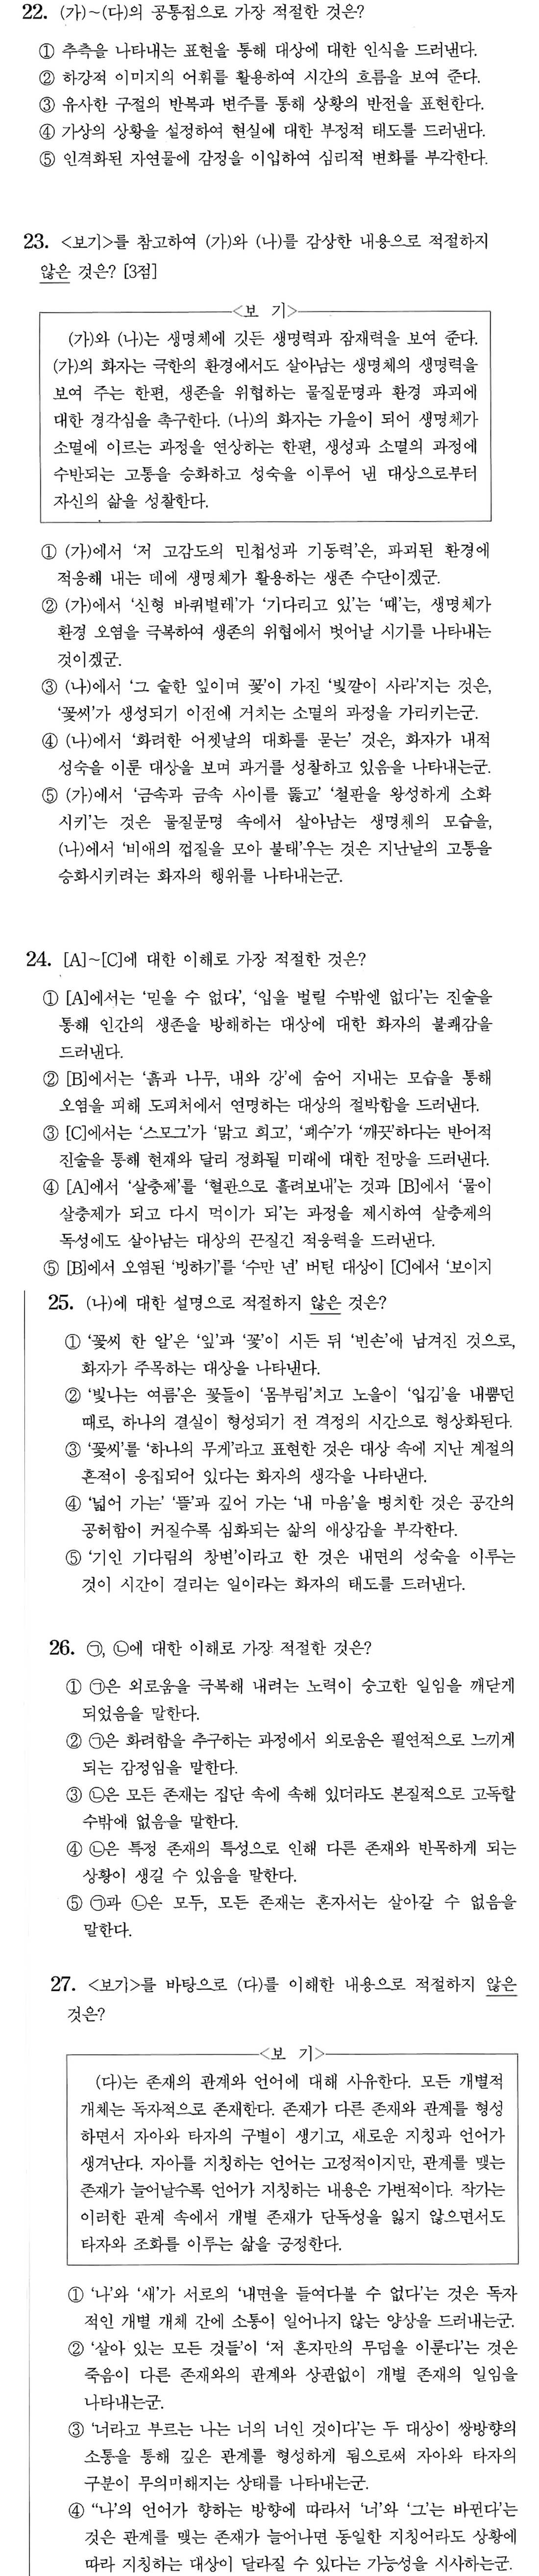 22. (가)~(다)의 공통점으로 가장 적절한 것은?
① 추측을 나타내는 표현을 통해 대상에 대한 인식을 드러낸다.
② 하강적 이미지의 어휘를 활용하여 시간의 흐름을 보여 준다.
③ 유사한 구절의 반복과 변주를 통해 상황의 반전을 표현한다.
④ 가상의 상황을 설정하여 현실에 대한 부정적 태도를 드러낸다.
⑤ 인격화된 자연물에 감정을 이입하여 심리적 변화를 부각한다.
23. <보기>를 참고하여 (가)와 (나)를 감상한 내용으로 적절하지
않은 것은? [3점]
<보 기>
(가)와 (나)는 생명체에 깃든 생명력과 잠재력을 보여 준다.
(가)의 화자는 극한의 환경에서도 살아남는 생명체의 생명력을
보여 주는 한편, 생존을 위협하는 물질문명과 환경 파괴에
대한 경각심을 촉구한다. (나)의 화자는 가을이 되어 생명체가
소멸에 이르는 과정을 연상하는 한편, 생성과 소멸의 과정에
수반되는 고통을 승화하고 성숙을 이루어 낸 대상으로부터
자신의 삶을 성찰한다.
① (가)에서 ‘저 고감도의 민첩성과 기동력’은, 파괴된 환경에
적응해 내는 데에 생명체가 활용하는 생존 수단이겠군.
② (가)에서 ‘신형 바퀴벌레’가 ‘기다리고 있’는 ‘때’는, 생명체가
환경 오염을 극복하여 생존의 위협에서 벗어날 시기를 나타내는
것이겠군.
③ (나)에서 ‘그 숱한 잎이며 꽃’이 가진 ‘빛깔이 사라’지는 것은,
‘꽃씨’가 생성되기 이전에 거치는 소멸의 과정을 가리키는군.
④ (나)에서 ‘화려한 어젯날의 대화를 묻는’ 것은, 화자가 내적
성숙을 이룬 대상을 보며 과거를 성찰하고 있음을 나타내는군.
⑤ (가)에서 ‘금속과 금속 사이를 뚫고’ ‘철판을 왕성하게 소화
시키’는 것은 물질문명 속에서 살아남는 생명체의 모습을,
(나)에서 ‘비애의 껍질을 모아 불태’우는 것은 지난날의 고통을
승화시키려는 화자의 행위를 나타내는군.
24. [A]~[C]에 대한 이해로 가장 적절한 것은?
① [A]에서는 ‘믿을 수 없다’, ‘입을 벌릴 수밖엔 없다’는 진술을
통해 인간의 생존을 방해하는 대상에 대한 화자의 불쾌감을
드러낸다.
② [B]에서는 ‘흙과 나무, 내와 강’에 숨어 지내는 모습을 통해
오염을 피해 도피처에서 연명하는 대상의 절박함을 드러낸다.
③ [C]에서는 ‘스모그’가 ‘맑고 희고’, ‘폐수’가 ‘깨끗’하다는 반어적
진술을 통해 현재와 달리 정화될 미래에 대한 전망을 드러낸다.
④ [A]에서 ‘살충제’를 ‘혈관으로 흘려보내’는 것과 [B]에서 ‘물이
살충제가 되고 다시 먹이가 되’는 과정을 제시하여 살충제의
독성에도 살아남는 대상의 끈질긴 적응력을 드러낸다.
⑤ [B]에서 오염된 ‘빙하기’를 ‘수만 년’ 버틴 대상이 [C]에서 ‘보이지
25. (나)에 대한 설명으로 적절하지 않은 것은?
① ‘꽃씨 한 알’은 ‘잎’과 ‘꽃’이 시든 뒤 ‘빈손’에 남겨진 것으로,
화자가 주목하는 대상을 나타낸다.
② ‘빛나는 여름’은 꽃들이 ‘몸부림’치고 노을이 ‘입김’을 내뿜던
때로, 하나의 결실이 형성되기 전 격정의 시간으로 형상화된다.
③ ‘꽃씨’를 ‘하나의 무게’라고 표현한 것은 대상 속에 지난 계절의
흔적이 응집되어 있다는 화자의 생각을 나타낸다.
④ ‘넓어 가는’ ‘뜰’과 깊어 가는 ‘내 마음’을 병치한 것은 공간의
공허함이 커질수록 심화되는 삶의 애상감을 부각한다.
⑤ ‘기인 기다림의 창변’이라고 한 것은 내면의 성숙을 이루는
것이 시간이 걸리는 일이라는 화자의 태도를 드러낸다.
26. ㉠, ㉡에 대한 이해로 가장 적절한 것은?
① ㉠은 외로움을 극복해 내려는 노력이 숭고한 일임을 깨닫게
되었음을 말한다.
② ㉠은 화려함을 추구하는 과정에서 외로움은 필연적으로 느끼게
되는 감정임을 말한다.
③ ㉡은 모든 존재는 집단 속에 속해 있더라도 본질적으로 고독할
수밖에 없음을 말한다.
④ ㉡은 특정 존재의 특성으로 인해 다른 존재와 반목하게 되는
상황이 생길 수 있음을 말한다.
⑤ ㉠과 ㉡은 모두, 모든 존재는 혼자서는 살아갈 수 없음을
말한다.
27. <보기>를 바탕으로 (다)를 이해한 내용으로 적절하지 않은
것은?
<보 기>
(다)는 존재의 관계와 언어에 대해 사유한다. 모든 개별적
개체는 독자적으로 존재한다. 존재가 다른 존재와 관계를 형성
하면서 자아와 타자의 구별이 생기고, 새로운 지칭과 언어가
생겨난다. 자아를 지칭하는 언어는 고정적이지만, 관계를 맺는
존재가 늘어날수록 언어가 지칭하는 내용은 가변적이다. 작가는
이러한 관계 속에서 개별 존재가 단독성을 잃지 않으면서도
타자와 조화를 이루는 삶을 긍정한다.
① ‘나’와 ‘새’가 서로의 ‘내면을 들여다볼 수 없다’는 것은 독자
적인 개별 개체 간에 소통이 일어나지 않는 양상을 드러내는군.
② ‘살아 있는 모든 것들’이 ‘저 혼자만의 무덤을 이룬다’는 것은
죽음이 다른 존재와의 관계와 상관없이 개별 존재의 일임을
나타내는군.
③ ‘너라고 부르는 나는 너의 너인 것이다’는 두 대상이 쌍방향의
소통을 통해 깊은 관계를 형성하게 됨으로써 자아와 타자의
구분이 무의미해지는 상태를 나타내는군.
④ “나’의 언어가 향하는 방향에 따라서 ‘너’와 ‘그’는 바뀐다’는
것은 관계를 맺는 존재가 늘어나면 동일한 지칭어라도 상황에
따라 지칭하는 대상이 달라질 수 있다는 가능성을 시사하는군.